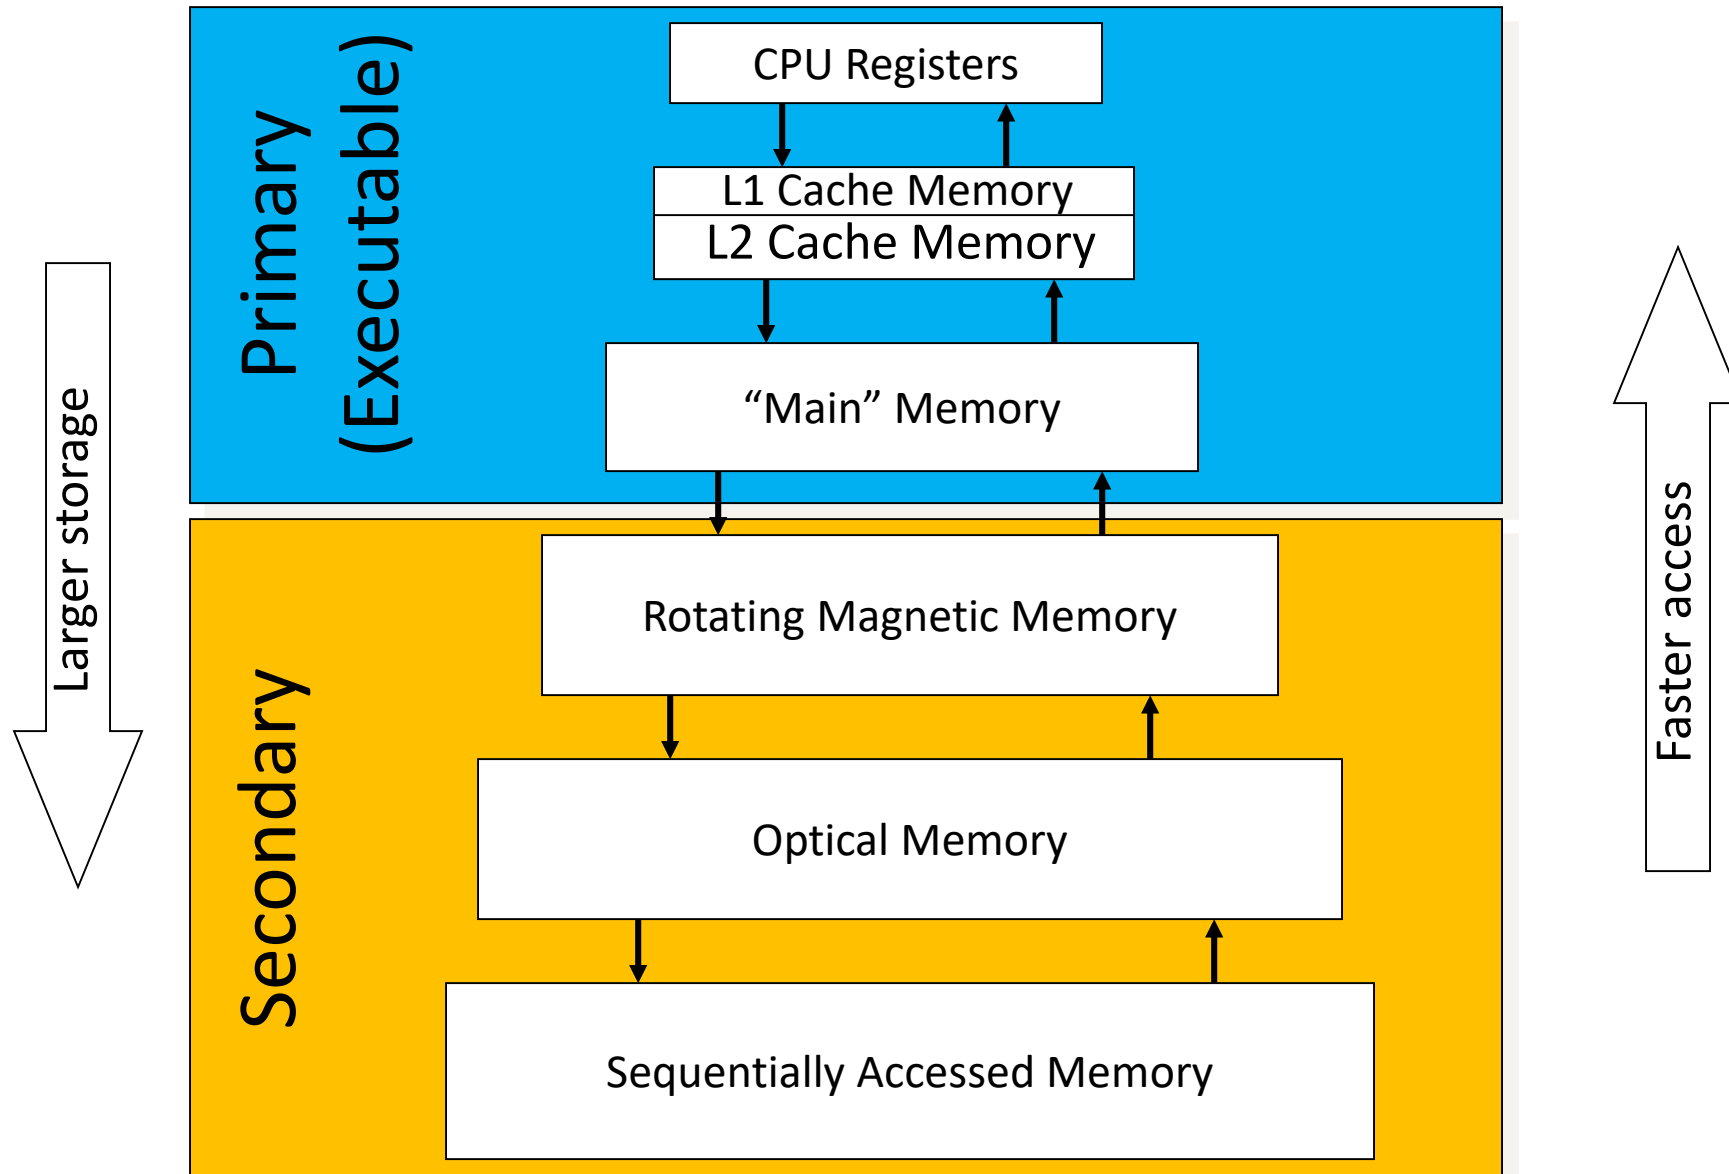 Primary
(Executable)
CPU Registers
L1 Cache Memory
L2 Cache Memory
“Main” Memory
Larger storage
Faster access
Secondary
Rotating Magnetic Memory
Optical Memory
Sequentially Accessed Memory